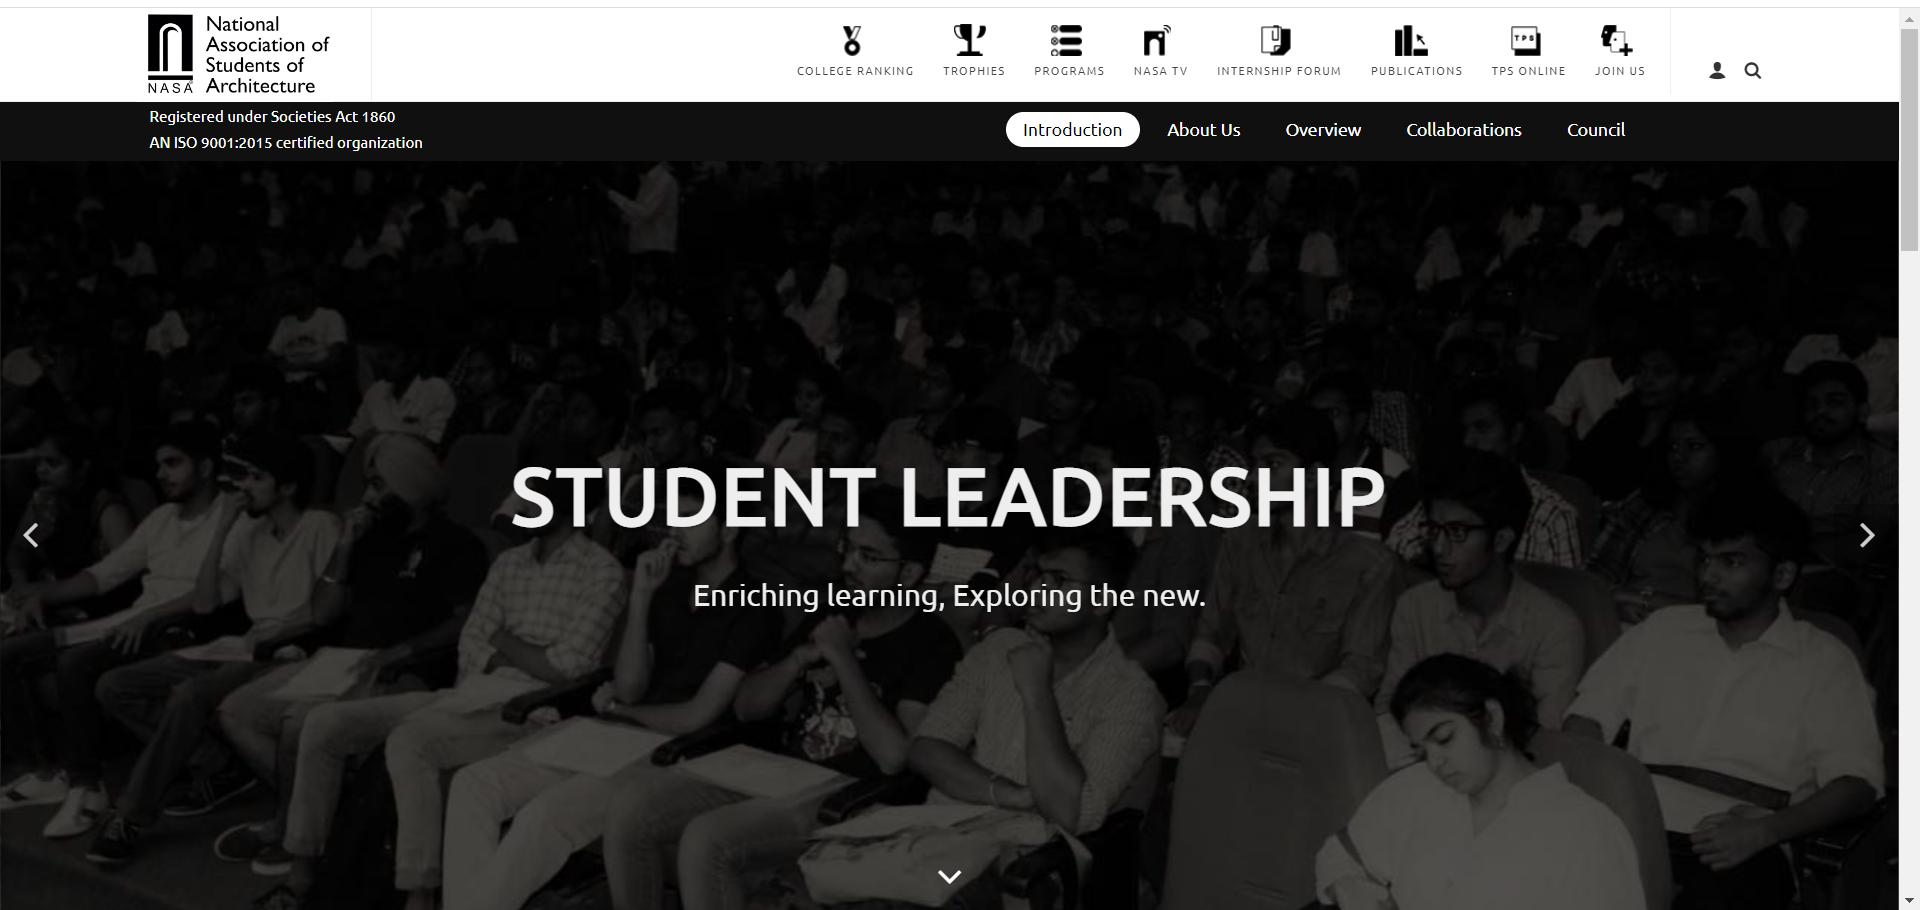 National
Association of
Students of
Architecture
NASA
COLLEGE RANKING
TROPHIES
PROGRAMS
NASA TV
INTERNSHIP FORUM
PUBLICATIONS
TPS
TPS ONLINE
JOIN US
Registered under Societies Act 1860
AN ISO 9001:2015 certified organization
Introduction
About Us
Overview
Collaborations
Council
STUDENT LEADERSHIP
Enriching learning, Exploring the new.